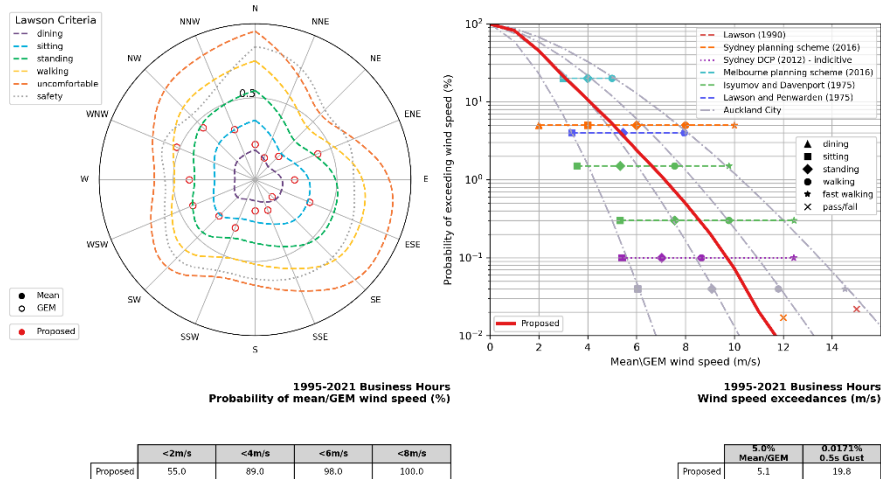 Lawson Criteria
dining
sitting
standing
walking
uncomfortable
safety
N
NNE
NE
ENE
E
ESE
SE
SSE
S
SSW
SW
WSW
W
WNW
NW
NNW
0.5
Mean
GEM
Proposed
1995-2021 Business Hours
Probability of mean/GEM wind speed (%)
<2m/s <4m/s <6m/s <8m/s
Proposed 55.0 89.0 98.0 100.0
Probability of exceeding wind speed (%)
10²
10¹
10⁰
10⁻¹
10⁻²
Lawson (1990)
Sydney planning scheme (2016)
Sydney DCP (2012) - Indicitive
Melbourne planning scheme (2016)
Isyumov and Davenport (1975)
Lawson and Penwarden (1975)
Auckland City
dining
sitting
standing
walking
fast walking
pass/fail
Proposed
0 2 4 6 8 10 12 14
Mean\GEM wind speed (m/s)
1995-2021 Business Hours
Wind speed exceedances (m/s)
5.0% 0.0171%
Mean/GEM 0.5s Gust
Proposed 5.1 19.8